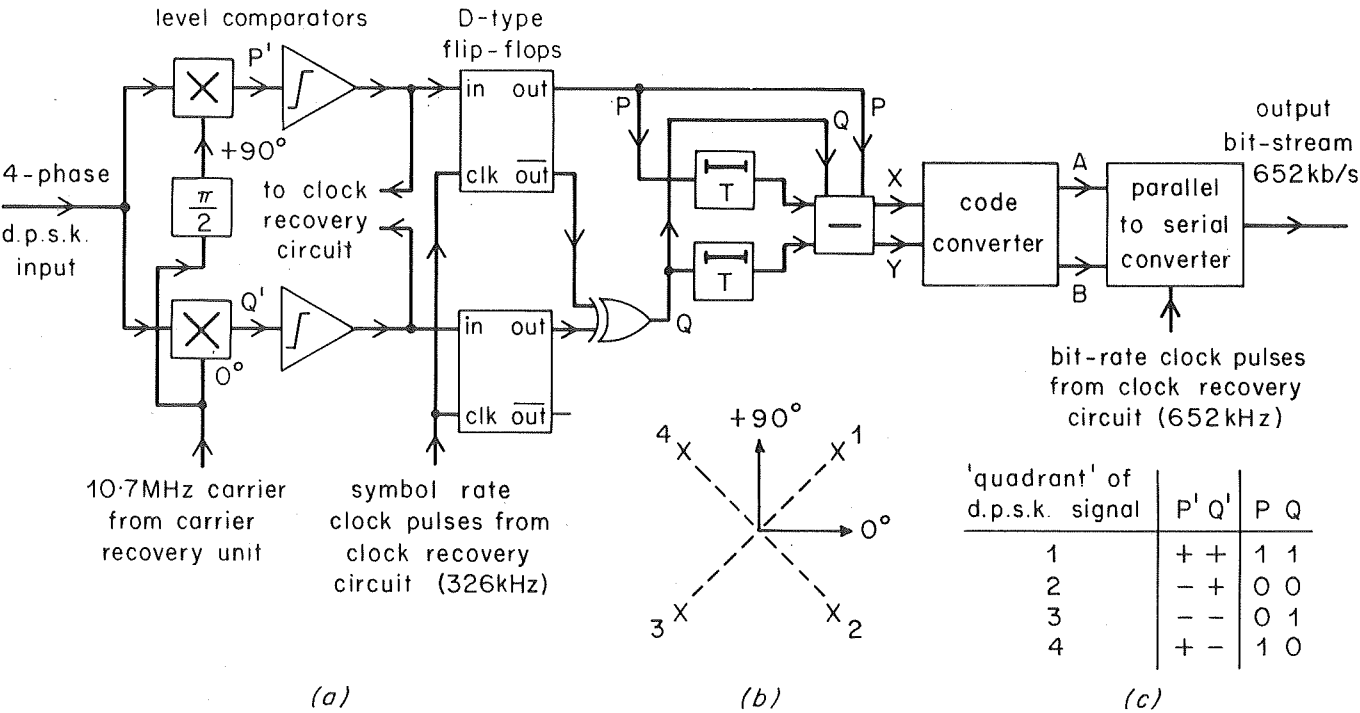 level comparators
D-type
flip-flops
P'
in out
P
P
Q
output
bit-stream
652kb/s
+90°
4-phase
d.p.s.k.
input
π/2
to clock
recovery
circuit
clk out
T
X
Y
code
converter
A
B
parallel
to serial
converter
T
Q'
0°
in out
clk out
Q
10·7MHz carrier
from carrier
recovery unit
symbol rate
clock pulses from
clock recovery
circuit (326kHz)
bit-rate clock pulses
from clock recovery
circuit (652kHz)
+90°
4
1
0°
3
2
'quadrant' of
d.p.s.k. signal P' Q' P Q
1 + + 1 1
2 - + 0 0
3 - - 0 1
4 + - 1 0
(a)
(b)
(c)